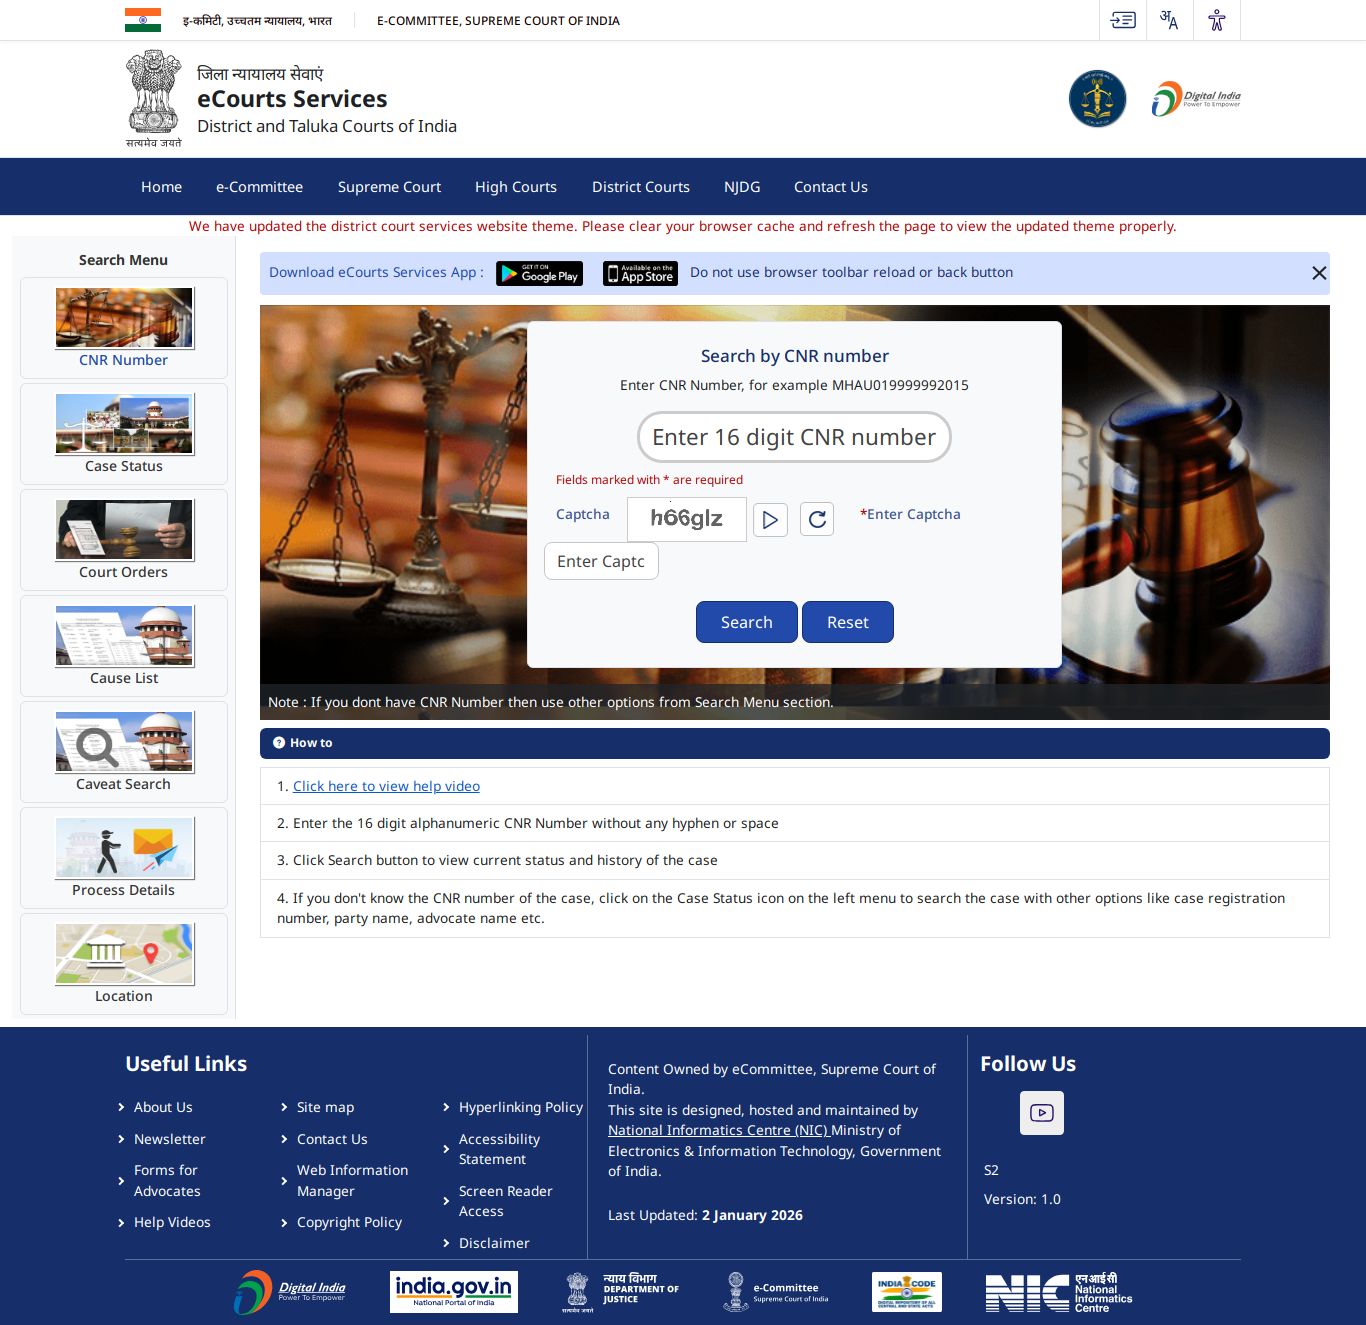 इ-कमिटी, उच्चतम न्यायालय, भारत
E-COMMITTEE, SUPREME COURT OF INDIA
अ A
जिला न्यायालय सेवाएं
eCourts Services
District and Taluka Courts of India
सत्यमेव जयते
Digital India
Power To Empower
Home e-Committee Supreme Court High Courts District Courts NJDG Contact Us
We have updated the district court services website theme. Please clear your browser cache and refresh the page to view the updated theme properly.
Search Menu
CNR Number
Case Status
Court Orders
Cause List
Caveat Search
Process Details
Location
Download eCourts Services App : GET IT ON Google Play Available on the App Store Do not use browser toolbar reload or back button
Search by CNR number
Enter CNR Number, for example MHAU019999992015
Enter 16 digit CNR number
Fields marked with * are required
Captcha h66glz *Enter Captcha
Enter Captc
Search Reset
Note : If you dont have CNR Number then use other options from Search Menu section.
How to
1. Click here to view help video
2. Enter the 16 digit alphanumeric CNR Number without any hyphen or space
3. Click Search button to view current status and history of the case
4. If you don't know the CNR number of the case, click on the Case Status icon on the left menu to search the case with other options like case registration
number, party name, advocate name etc.
Useful Links
About Us
Newsletter
Forms for
Advocates
Help Videos
Site map
Contact Us
Web Information
Manager
Copyright Policy
Hyperlinking Policy
Accessibility
Statement
Screen Reader
Access
Disclaimer
Content Owned by eCommittee, Supreme Court of
India.
This site is designed, hosted and maintained by
National Informatics Centre (NIC) Ministry of
Electronics & Information Technology, Government
of India.
Last Updated: 2 January 2026
Follow Us
S2
Version: 1.0
Digital India
Power To Empower
india.gov.in
National Portal of India
सत्यमेव जयते
न्याय विभाग
DEPARTMENT OF
JUSTICE
e-Committee
Supreme Court of India
INDIA CODE
DIGITAL REPOSITORY OF ALL
CENTRAL AND STATE ACTS
NIC
एनआईसी
National
Informatics
Centre